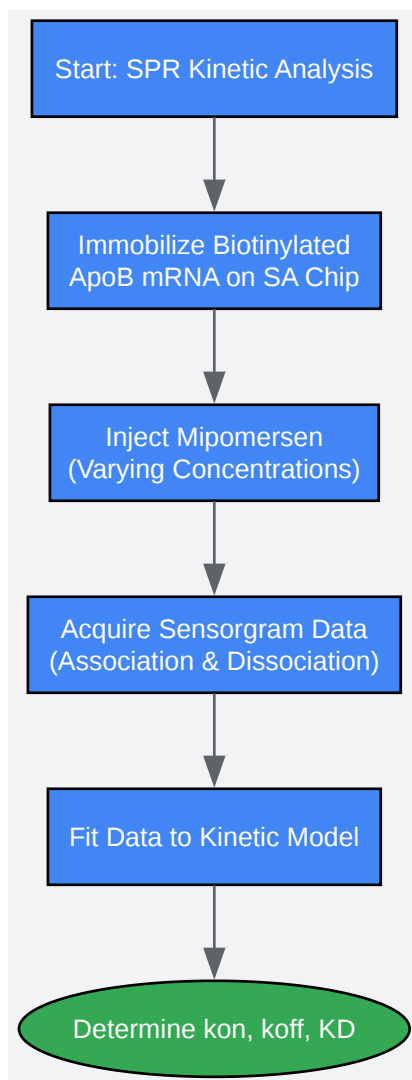 Start: SPR Kinetic Analysis
Immobilize Biotinylated
ApoB mRNA on SA Chip
Inject Mipomersen
(Varying Concentrations)
Acquire Sensorgram Data
(Association & Dissociation)
Fit Data to Kinetic Model
Determine kon, koff, KD